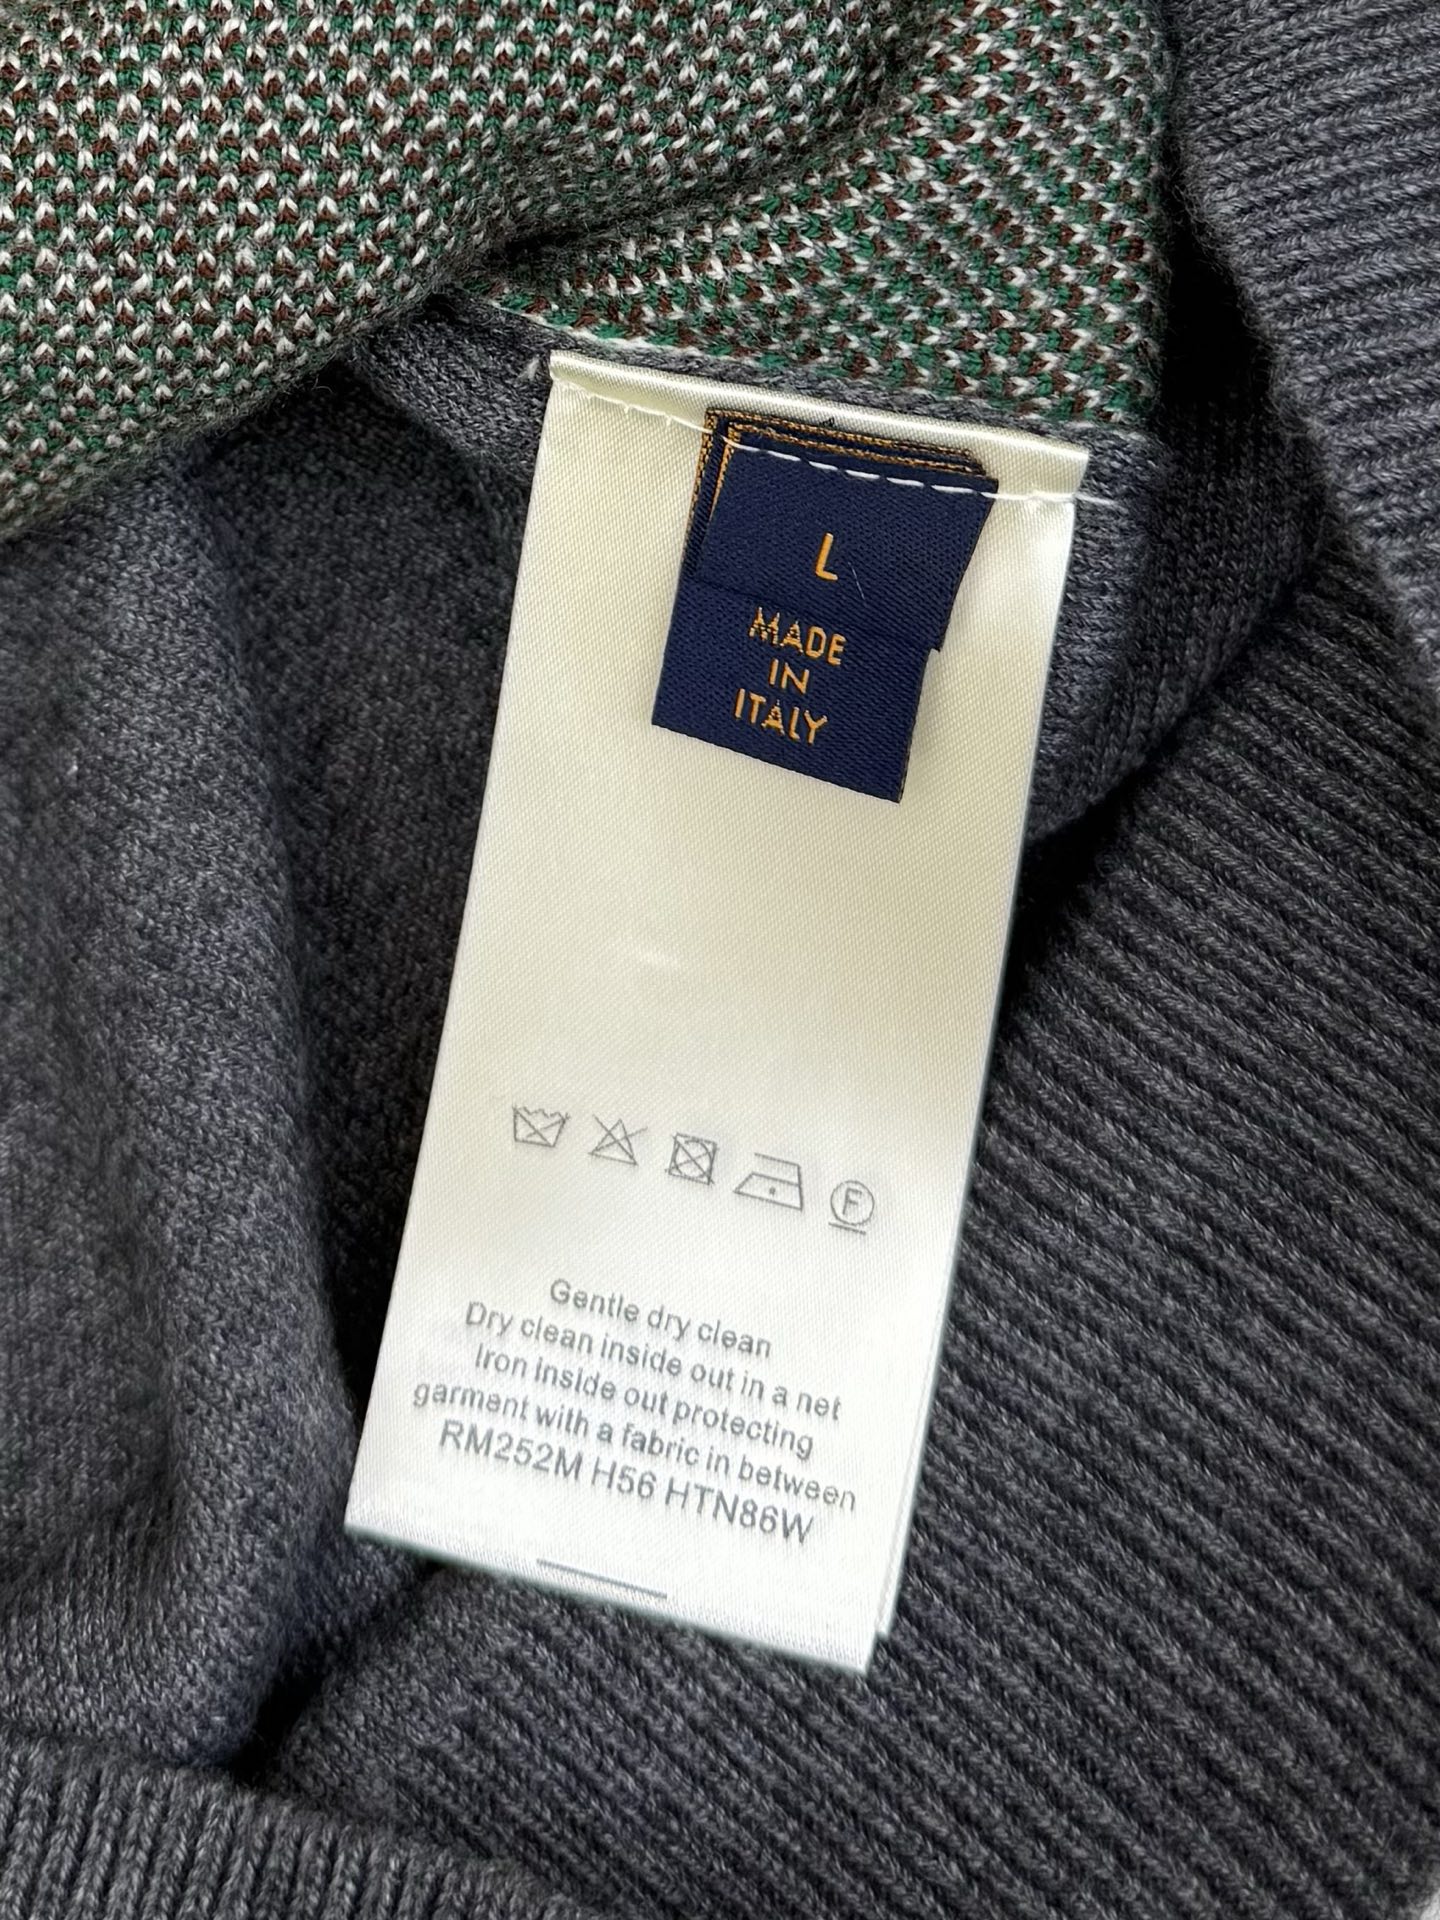 L
MADE
IN
ITALY
F
Gentle dry clean
Dry clean inside out in a net
Iron inside out protecting
garment with a fabric in between
RM252M H56 HTN86W